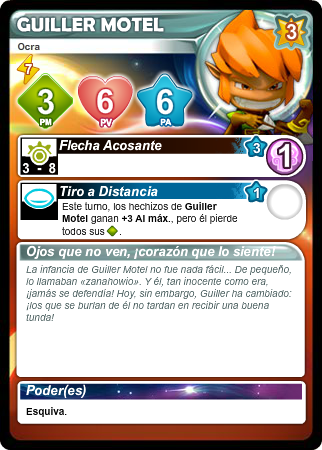 GUILLER MOTEL
3
Ocra
7
3
PM
6
PV
6
PA
Flecha Acosante
3
1
3 - 8
Tiro a Distancia
1
Este turno, los hechizos de Guiller
Motel ganan +3 Al máx., pero él pierde
todos sus .
Ojos que no ven, ¡corazón que lo siente!
La infancia de Guiller Motel no fue nada fácil... De pequeño,
lo llamaban «zanahowio». Y él, tan inocente como era,
¡jamás se defendía! Hoy, sin embargo, Guiller ha cambiado:
¡los que se burlan de él no tardan en recibir una buena
tunda!
Poder(es)
Esquiva.